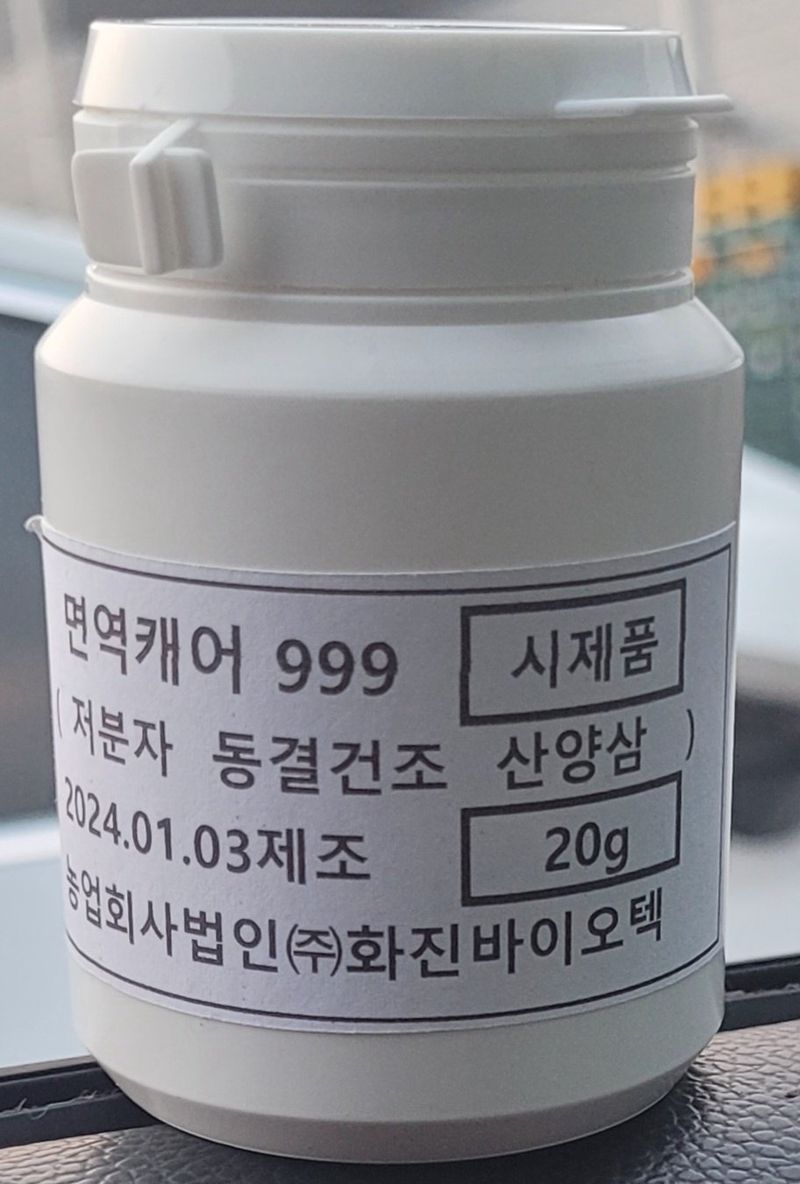 면역캐어 999 시제품
( 저분자 동결건조 산양삼 )
2024.01.03제조 20g
농업회사법인㈜화진바이오텍